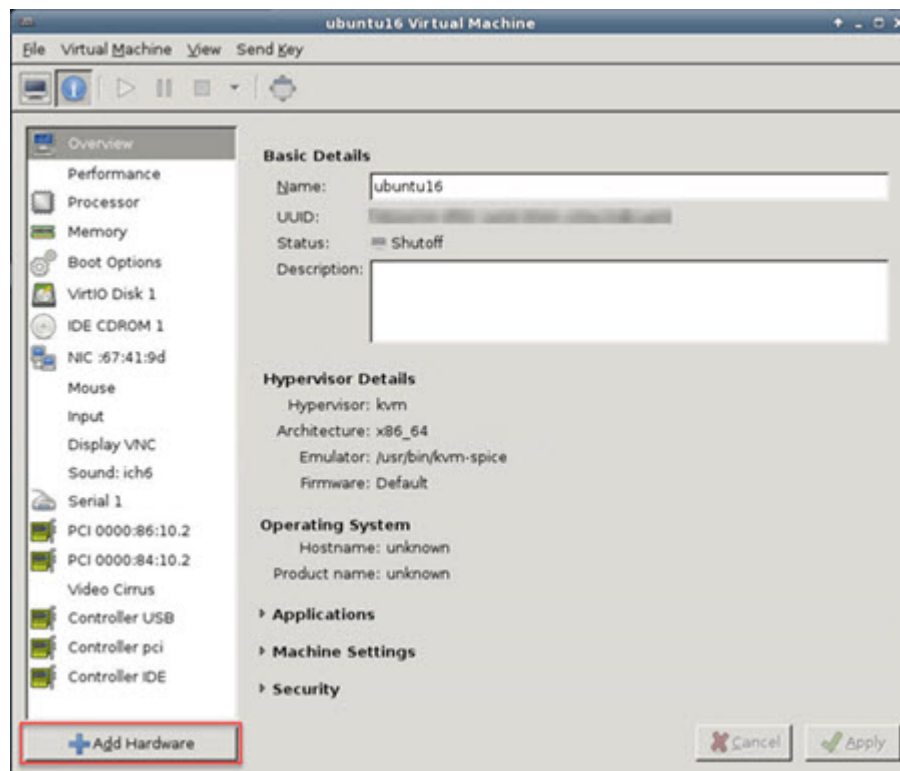 ubuntu16 Virtual Machine
File Virtual Machine View Send Key
Overview
Performance
Processor
Memory
Boot Options
VirtIO Disk 1
IDE CDROM 1
NIC :67:41:9d
Mouse
Input
Display VNC
Sound: ich6
Serial 1
PCI 0000:86:10.2
PCI 0000:84:10.2
Video Cirrus
Controller USB
Controller pci
Controller IDE
Add Hardware
Basic Details
Name: ubuntu16
UUID:
Status: Shutoff
Description:
Hypervisor Details
Hypervisor: kvm
Architecture: x86_64
Emulator: /usr/bin/kvm-spice
Firmware: Default
Operating System
Hostname: unknown
Product name: unknown
Applications
Machine Settings
Security
Cancel Apply